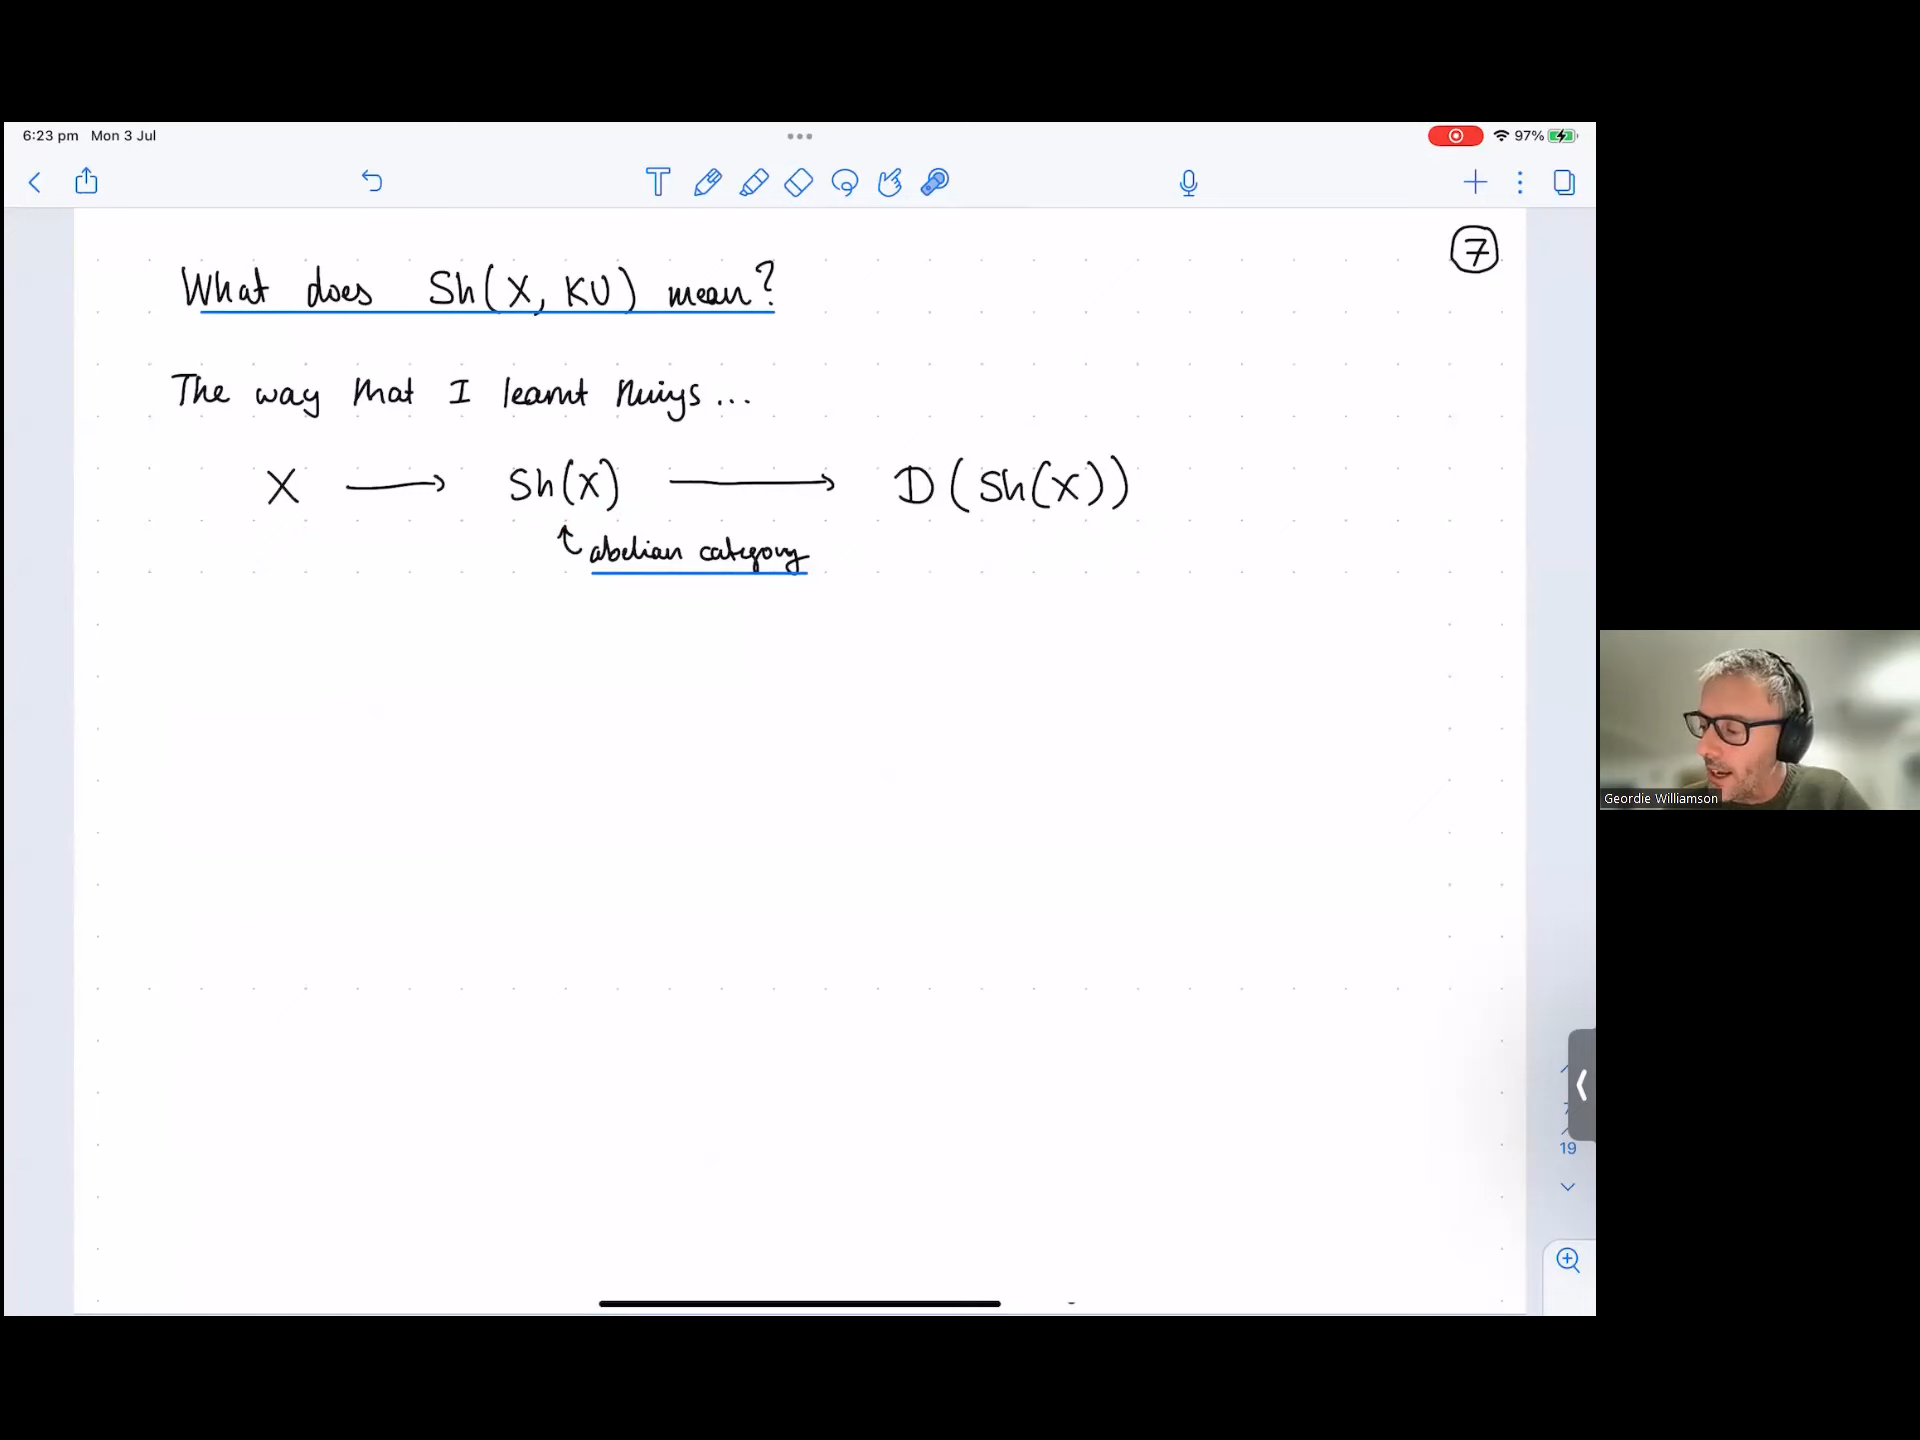 6:23 pm Mon 3 Jul
97%
7
What does Sh(X, KU) mean?
The way that I learnt things...
X → Sh(X) → D(Sh(X))
abelian category
Geordie Williamson
19